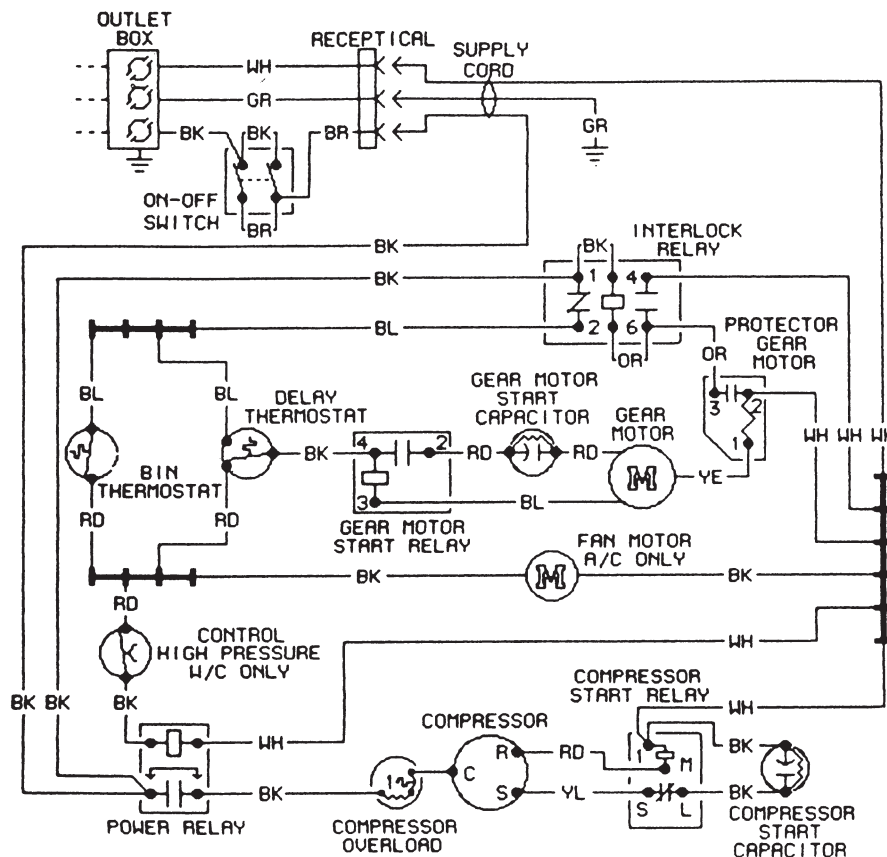 OUTLET
BOX
RECEPTICAL
SUPPLY
CORD
WH
GR
GR
BK
BK
BR
ON-OFF
SWITCH
BR
BK
INTERLOCK
RELAY
BK
BK
1
4
BL
2
6
OR
PROTECTOR
GEAR
MOTOR
OR
3
2
1
BL
BL
DELAY
THERMOSTAT
GEAR MOTOR
START
CAPACITOR
GEAR
MOTOR
WH WH
BIN
THERMOSTAT
BK
4
2
RD
RD
M
YE
3
BL
RD
RD
GEAR MOTOR
START RELAY
FAN MOTOR
A/C ONLY
BK
M
BK
RD
CONTROL
HIGH PRESSURE
W/C ONLY
WH
BK BK
BK
COMPRESSOR
START RELAY
WH
WH
COMPRESSOR
R
RD
1
M
BK
C
S
YL
S
L
BK
BK
POWER RELAY
COMPRESSOR
OVERLOAD
COMPRESSOR
START
CAPACITOR